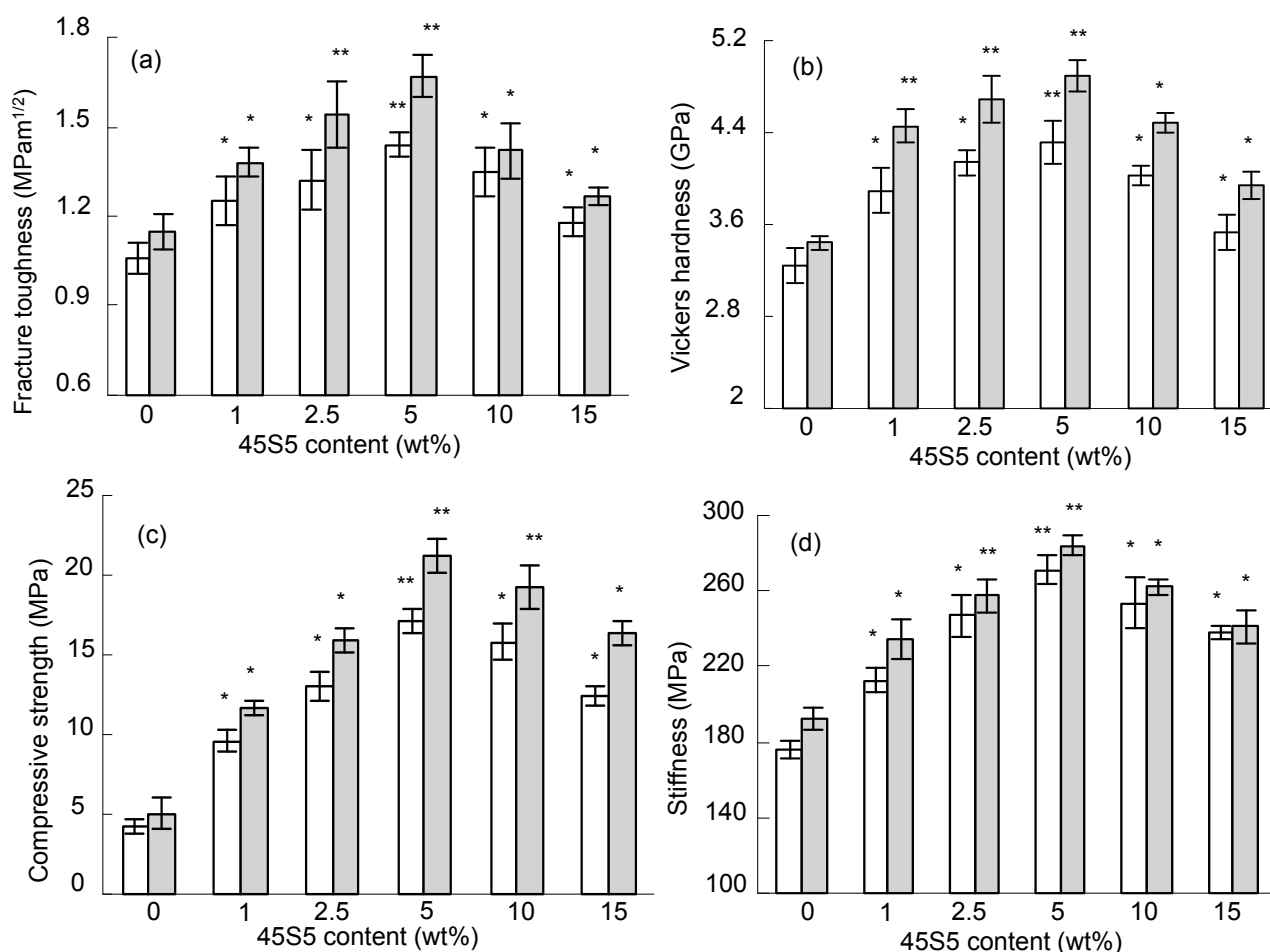 (a)
Fracture toughness (MPam1/2)
1.8
1.5
1.2
0.9
0.6
* * * ** ** ** * * * *
0 1 2.5 5 10 15
45S5 content (wt%)
(b)
Vickers hardness (GPa)
5.2
4.4
3.6
2.8
2
* ** * ** ** ** * * * *
0 1 2.5 5 10 15
45S5 content (wt%)
(c)
Compressive strength (MPa)
25
20
15
10
5
0
* * * * ** ** * ** * *
0 1 2.5 5 10 15
45S5 content (wt%)
(d)
Stiffness (MPa)
300
260
220
180
140
100
* * * ** ** ** * * * *
0 1 2.5 5 10 15
45S5 content (wt%)